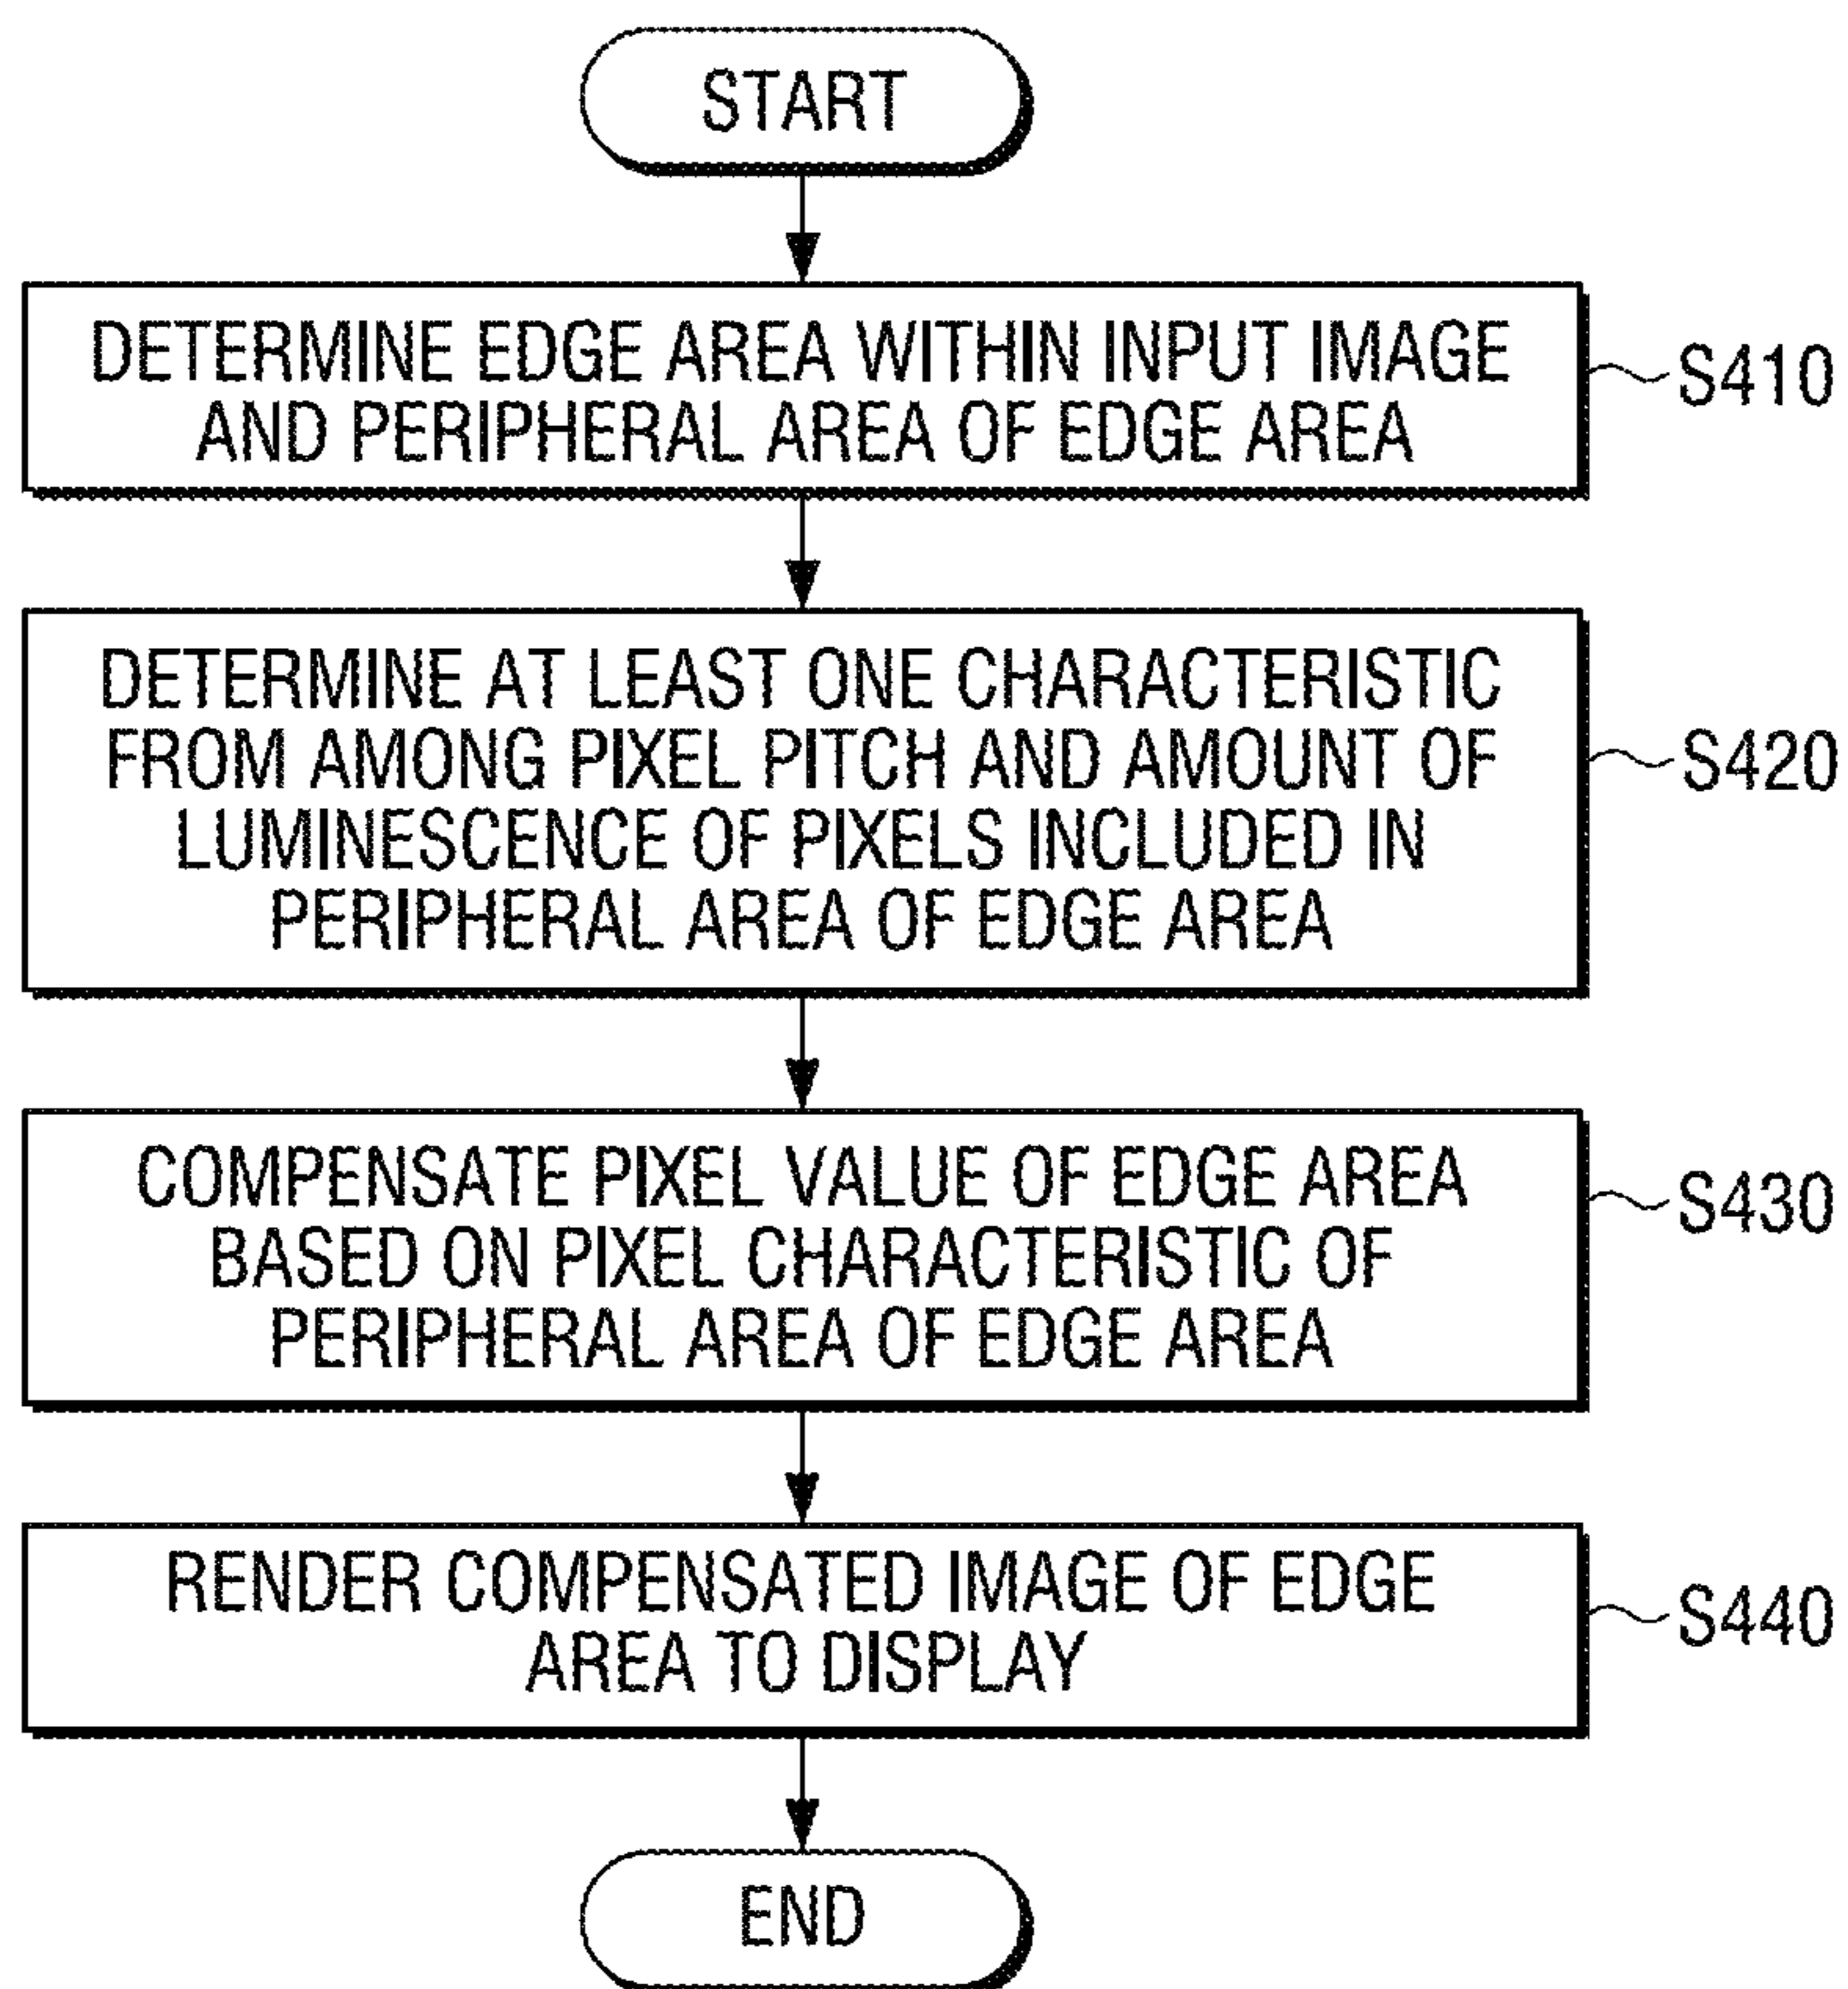 START
DETERMINE EDGE AREA WITHIN INPUT IMAGE
AND PERIPHERAL AREA OF EDGE AREA
S410
DETERMINE AT LEAST ONE CHARACTERISTIC
FROM AMONG PIXEL PITCH AND AMOUNT OF
LUMINESCENCE OF PIXELS INCLUDED IN
PERIPHERAL AREA OF EDGE AREA
S420
COMPENSATE PIXEL VALUE OF EDGE AREA
BASED ON PIXEL CHARACTERISTIC OF
PERIPHERAL AREA OF EDGE AREA
S430
RENDER COMPENSATED IMAGE OF EDGE
AREA TO DISPLAY
S440
END